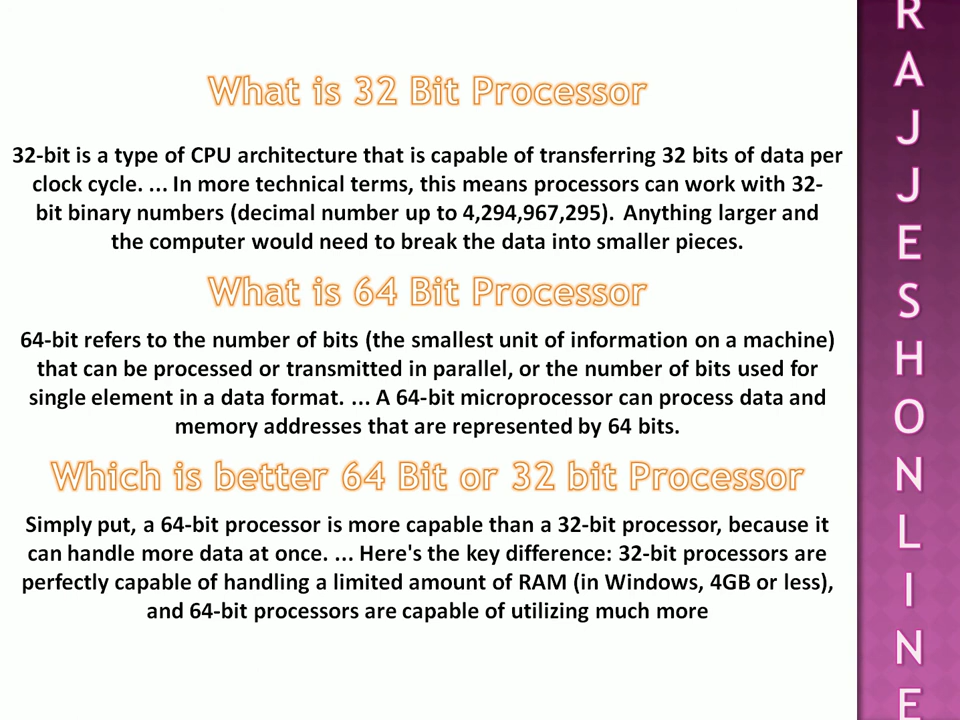 What is 32 Bit Processor
32-bit is a type of CPU architecture that is capable of transferring 32 bits of data per
clock cycle. ... In more technical terms, this means processors can work with 32-
bit binary numbers (decimal number up to 4,294,967,295). Anything larger and
the computer would need to break the data into smaller pieces.
What is 64 Bit Processor
64-bit refers to the number of bits (the smallest unit of information on a machine)
that can be processed or transmitted in parallel, or the number of bits used for
single element in a data format. ... A 64-bit microprocessor can process data and
memory addresses that are represented by 64 bits.
Which is better 64 Bit or 32 bit Processor
Simply put, a 64-bit processor is more capable than a 32-bit processor, because it
can handle more data at once. ... Here's the key difference: 32-bit processors are
perfectly capable of handling a limited amount of RAM (in Windows, 4GB or less),
and 64-bit processors are capable of utilizing much more
RAJJESHONLINE